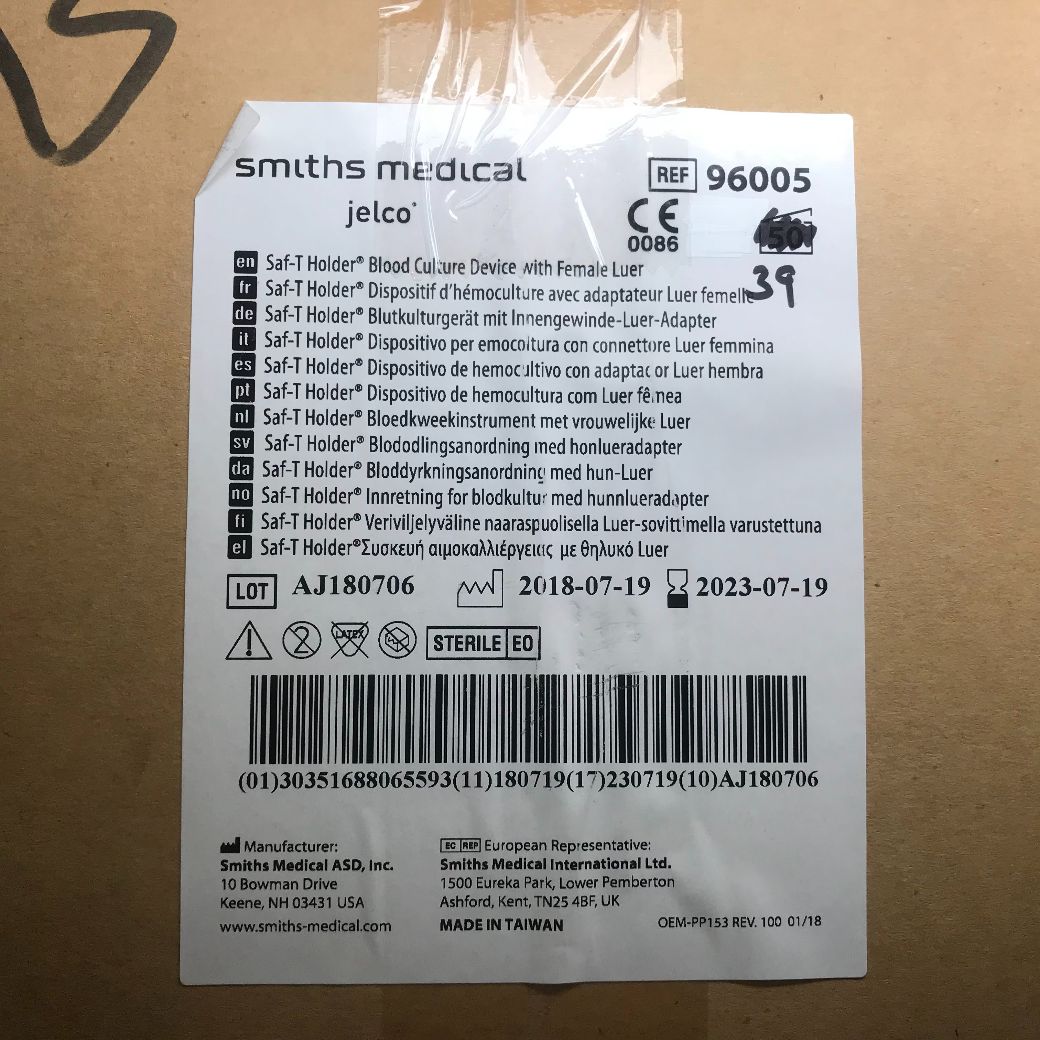 smiths medical
jelco®
REF 96005
CE
0086
50
39
en Saf-T Holder® Blood Culture Device with Female Luer
fr Saf-T Holder® Dispositif d'hémoculture avec adaptateur Luer femelle
de Saf-T Holder® Blutkulturgerät mit Innengewinde-Luer-Adapter
it Saf-T Holder® Dispositivo per emocoltura con connettore Luer femmina
es Saf-T Holder® Dispositivo de hemocultivo con adaptador Luer hembra
pt Saf-T Holder® Dispositivo de hemocultura com Luer fêmea
nl Saf-T Holder® Bloedkweekinstrument met vrouwelijke Luer
sv Saf-T Holder® Blododlingsanordning med honlueradapter
da Saf-T Holder® Bloddyrkningsanordning med hun-Luer
no Saf-T Holder® Innretning for blodkultur med hunnlueradapter
fi Saf-T Holder® Veriviljelyväline naaraspuolisella Luer-sovittimella varustettuna
el Saf-T Holder® Συσκευή αιμοκαλλιέργειας με θηλυκό Luer
LOT AJ180706 2018-07-19 2023-07-19
2 LATEX STERILE EO
(01)30351688065593(11)180719(17)230719(10)AJ180706
Manufacturer:
Smiths Medical ASD, Inc.
10 Bowman Drive
Keene, NH 03431 USA
www.smiths-medical.com
EC REP European Representative:
Smiths Medical International Ltd.
1500 Eureka Park, Lower Pemberton
Ashford, Kent, TN25 4BF, UK
MADE IN TAIWAN
OEM-PP153 REV. 100 01/18